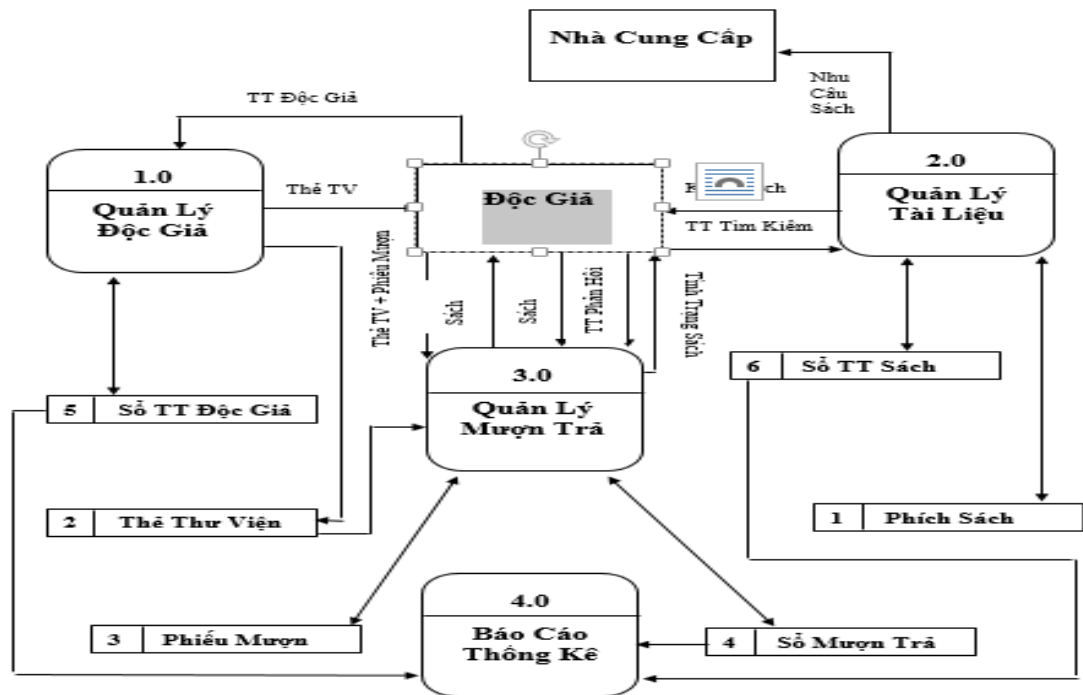 Nhà Cung Cấp
Nhu
Cầu
Sách
TT Độc Giả
1.0
Quản Lý
Độc Giả
Thẻ TV
Độc Giả
2.0
Quản Lý
Tài Liệu
TT Tìm Kiếm
Thẻ TV + Phiếu Mượn
Sách
Sách
TT Phản Hồi
Tình Trạng Sách
3.0
Quản Lý
Mượn Trả
6 Sổ TT Sách
5 Sổ TT Độc Giả
2 Thẻ Thư Viện
1 Phích Sách
4.0
Báo Cáo
Thống Kê
3 Phiếu Mượn
4 Sổ Mượn Trả